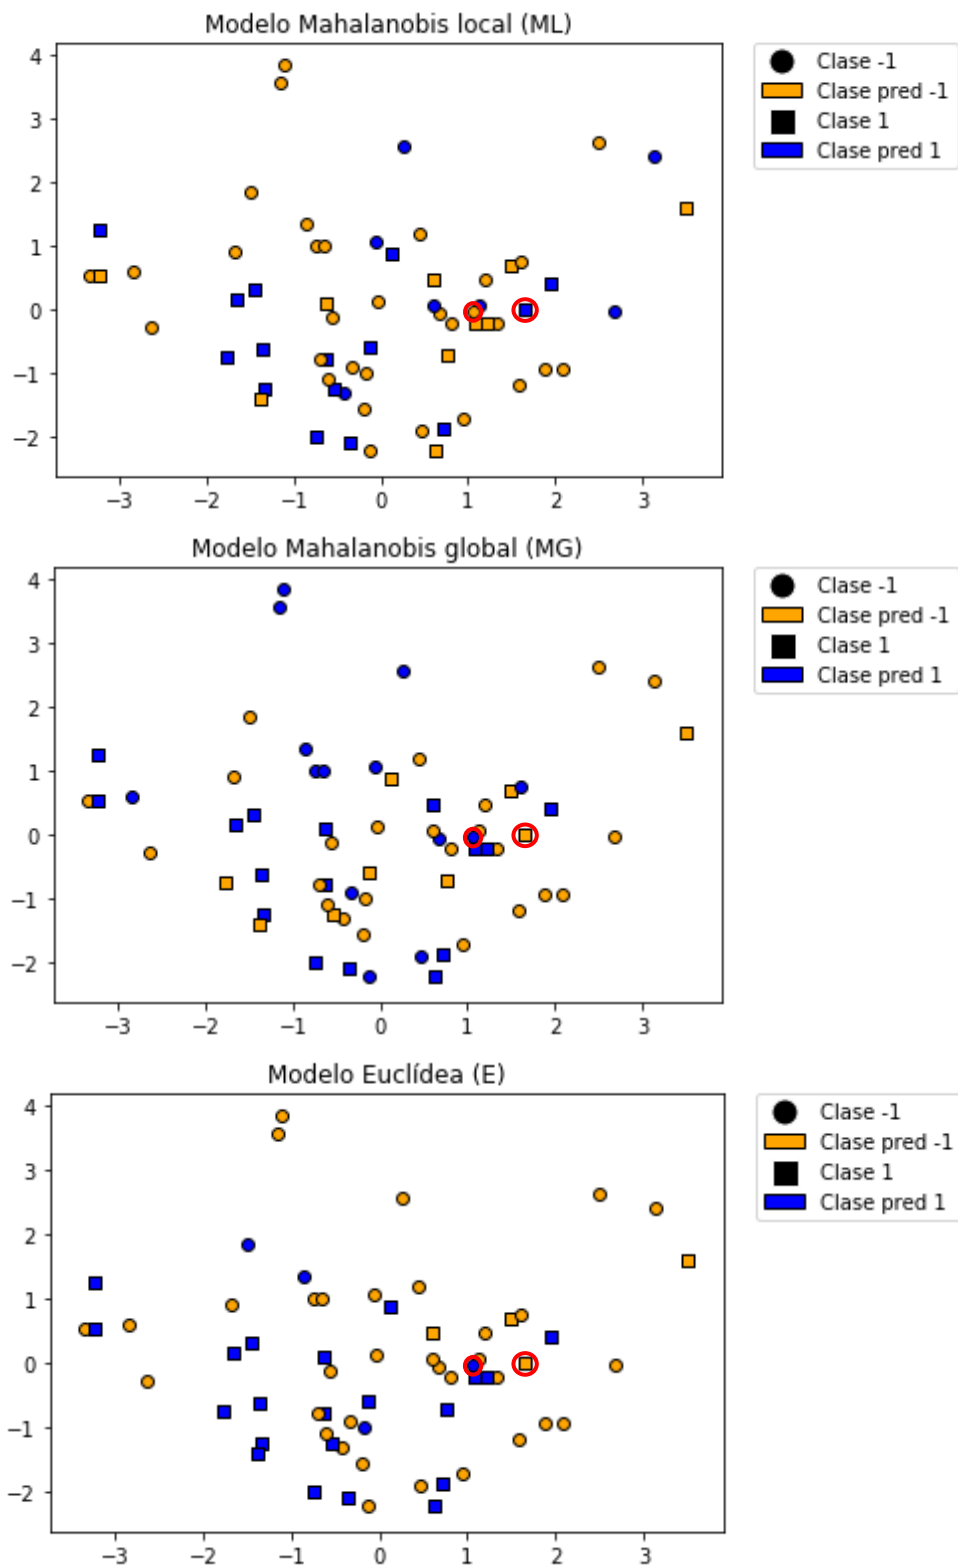 Modelo Mahalanobis local (ML)
4
3
2
1
0
−1
−2
−3 −2 −1 0 1 2 3
Clase -1
Clase pred -1
Clase 1
Clase pred 1
Modelo Mahalanobis global (MG)
4
3
2
1
0
−1
−2
−3 −2 −1 0 1 2 3
Clase -1
Clase pred -1
Clase 1
Clase pred 1
Modelo Euclídea (E)
4
3
2
1
0
−1
−2
−3 −2 −1 0 1 2 3
Clase -1
Clase pred -1
Clase 1
Clase pred 1